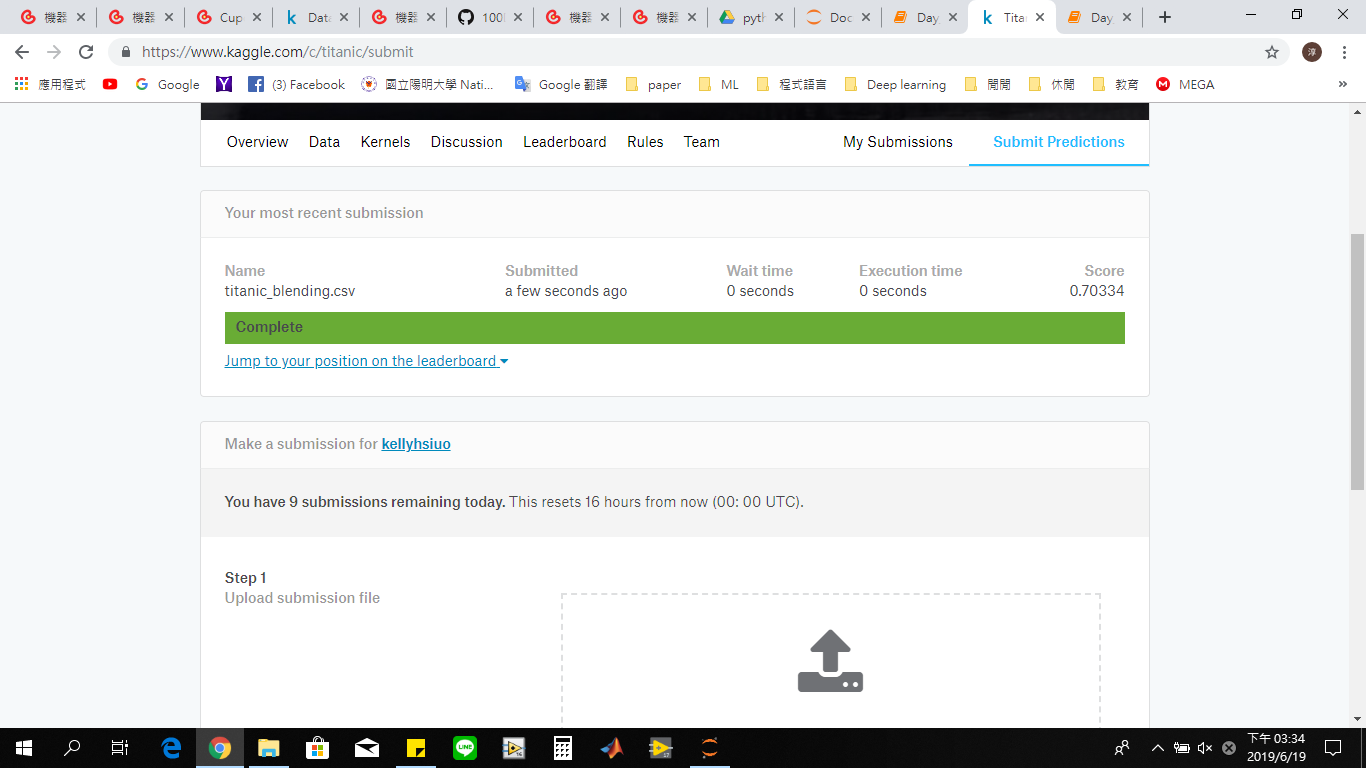 機器
機器
Cup
Data
機器
100
機器
機器
pyth
Doc
Day
Tita
Day
https://www.kaggle.com/c/titanic/submit
淳
應用程式
Google
(3) Facebook
國立陽明大學 Nati...
Google 翻譯
paper
ML
程式語言
Deep learning
閒閒
休閒
教育
MEGA
»
Overview Data Kernels Discussion Leaderboard Rules Team My Submissions Submit Predictions
Your most recent submission
Name Submitted Wait time Execution time Score
titanic_blending.csv a few seconds ago 0 seconds 0 seconds 0.70334
Complete
Jump to your position on the leaderboard
Make a submission for kellyhsiuo
You have 9 submissions remaining today. This resets 16 hours from now (00: 00 UTC).
Step 1
Upload submission file
LINE
下午 03:34
2019/6/19